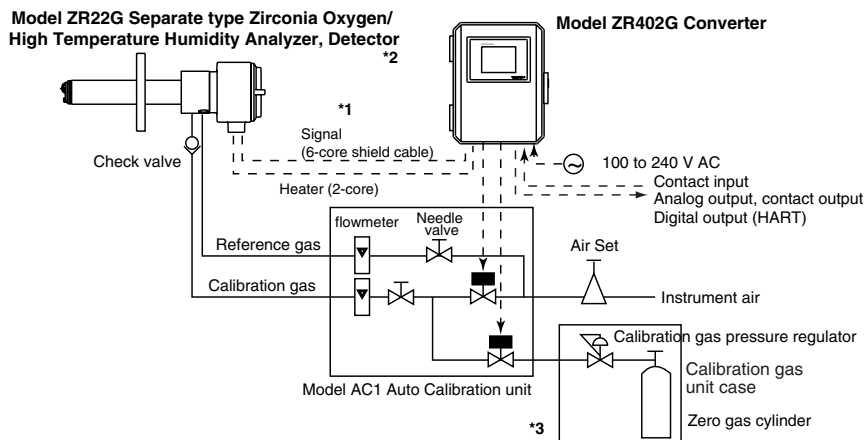 Model ZR22G Separate type Zirconia Oxygen/
High Temperature Humidity Analyzer, Detector
*2
Model ZR402G Converter
*1
Signal
(6-core shield cable)
Check valve
Heater (2-core)
100 to 240 V AC
Contact input
Analog output, contact output
Digital output (HART)
flowmeter
Needle
valve
Reference gas
Air Set
Calibration gas
Instrument air
Calibration gas pressure regulator
Calibration gas
unit case
Model AC1 Auto Calibration unit
Zero gas cylinder
*3